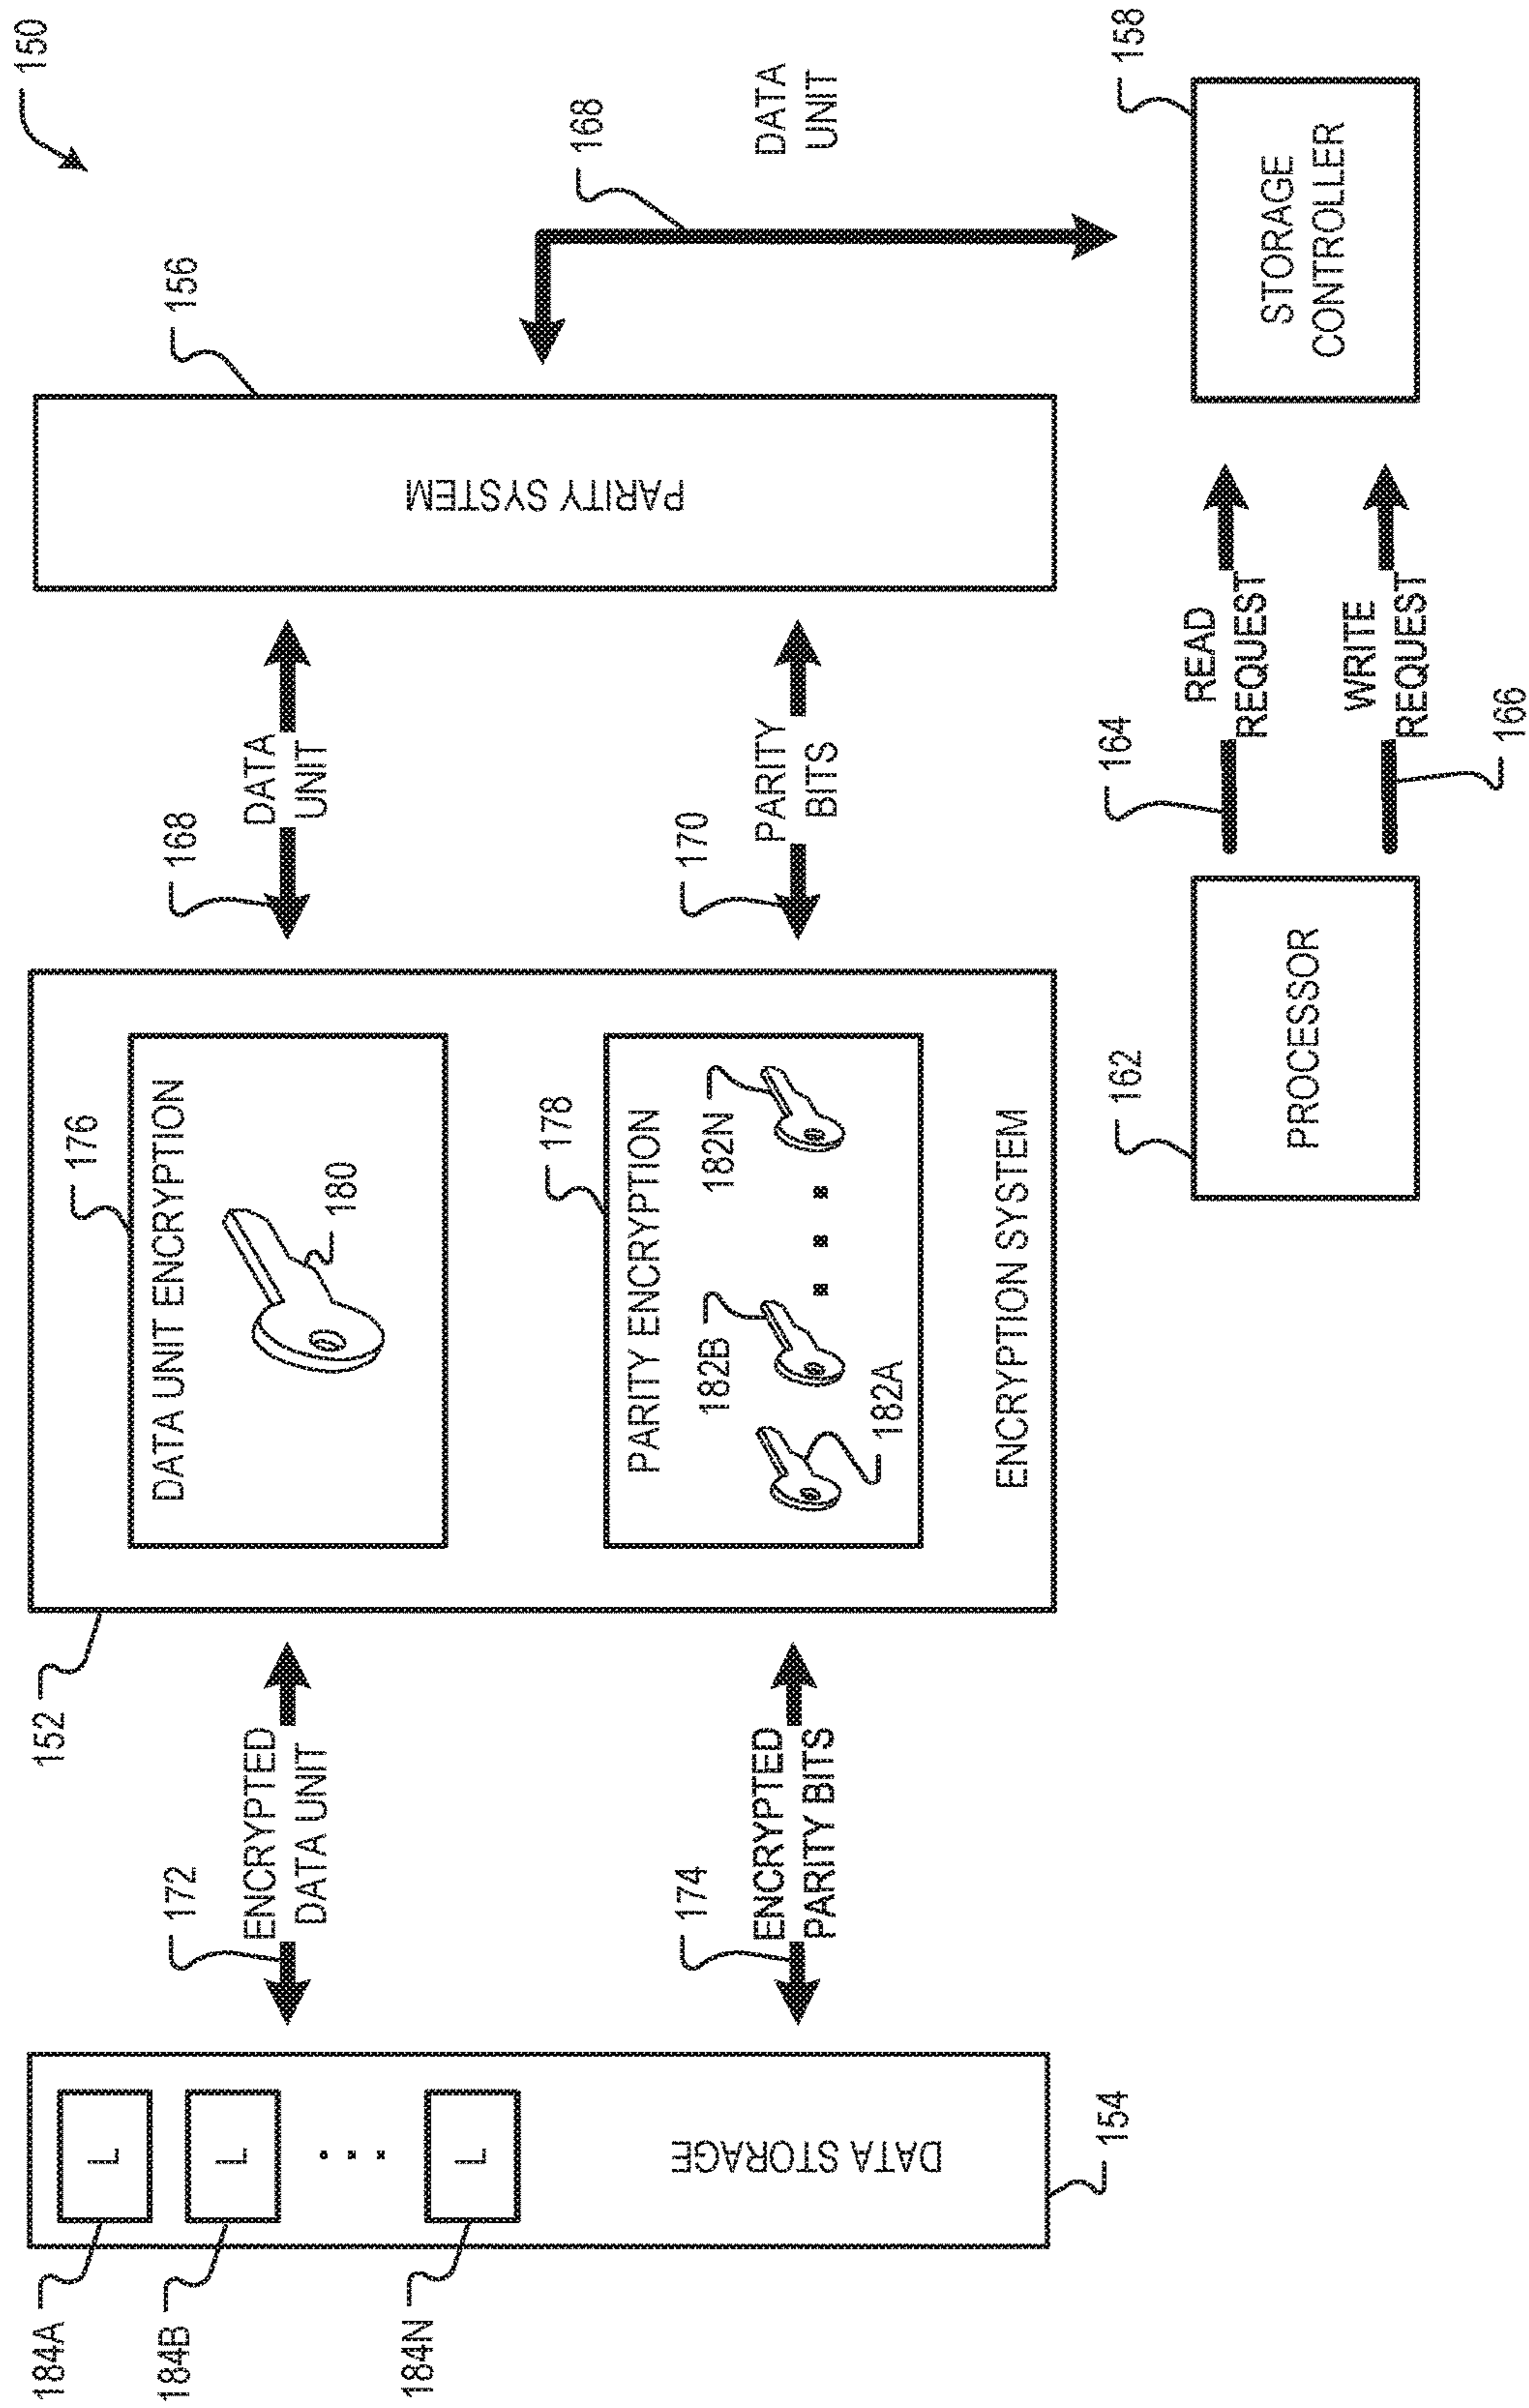 150
184A
184B
184N
L
L
L
DATA STORAGE
154
172
ENCRYPTED
DATA UNIT
174
ENCRYPTED
PARITY BITS
152
DATA UNIT ENCRYPTION
176
180
PARITY ENCRYPTION
178
182A
182B
182N
ENCRYPTION SYSTEM
168
DATA
UNIT
170
PARITY
BITS
156
PARITY SYSTEM
168
DATA
UNIT
162
PROCESSOR
164
READ
REQUEST
WRITE
REQUEST
166
158
STORAGE
CONTROLLER